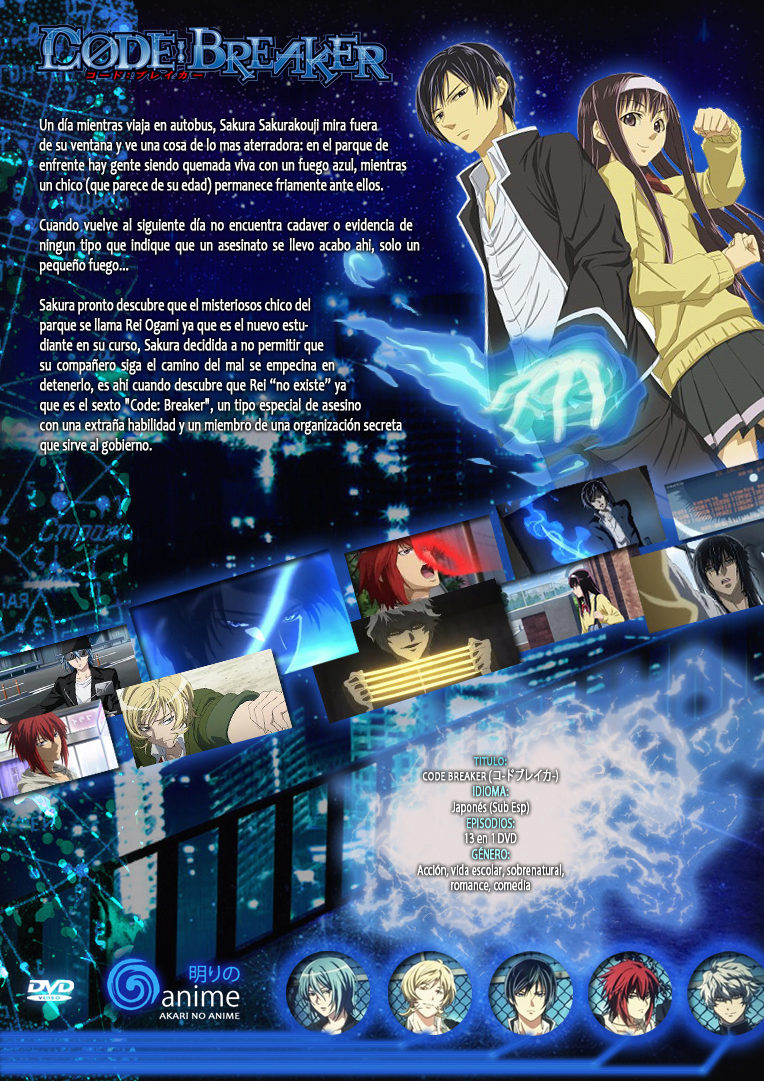 CODE:BREAKER
コード:ブレイカー
Un día mientras viaja en autobus, Sakura Sakurakouji mira fuera
de su ventana y ve una cosa de lo mas aterradora: en el parque de
enfrente hay gente siendo quemada viva con un fuego azul, mientras
un chico (que parece de su edad) permanece friamente ante ellos.
Cuando vuelve al siguiente día no encuentra cadaver o evidencia de
ningun tipo que indique que un asesinato se llevo acabo ahi, solo un
pequeño fuego...
Sakura pronto descubre que el misteriosos chico del
parque se llama Rei Ogami ya que es el nuevo estu-
diante en su curso, Sakura decidida a no permitir que
su compañero siga el camino del mal se empecina en
detenerlo, es ahi cuando descubre que Rei “no existe” ya
que es el sexto "Code: Breaker", un tipo especial de asesino
con una extraña habilidad y un miembro de una organización secreta
que sirve al gobierno.
TITULO:
CODE BREAKER (コ-ドブレイカ-)
IDIOMA:
Japonés (Sub Esp)
EPISODIOS:
13 en 1 DVD
GÉNERO:
Acción, vida escolar, sobrenatural,
romance, comedia
DVD
VIDEO
明りの
anime
AKARI NO ANIME